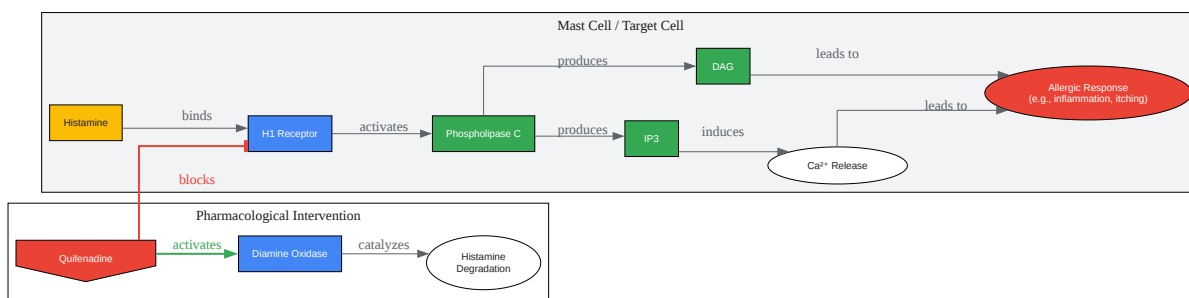 Mast Cell / Target Cell
produces
DAG
leads to
Allergic Response
(e.g., inflammation, itching)
Histamine
binds
H1 Receptor
activates
Phospholipase C
produces
IP3
induces
Ca²⁺ Release
leads to
blocks
Pharmacological Intervention
Quifenadine
activates
Diamine Oxidase
catalyzes
Histamine
Degradation